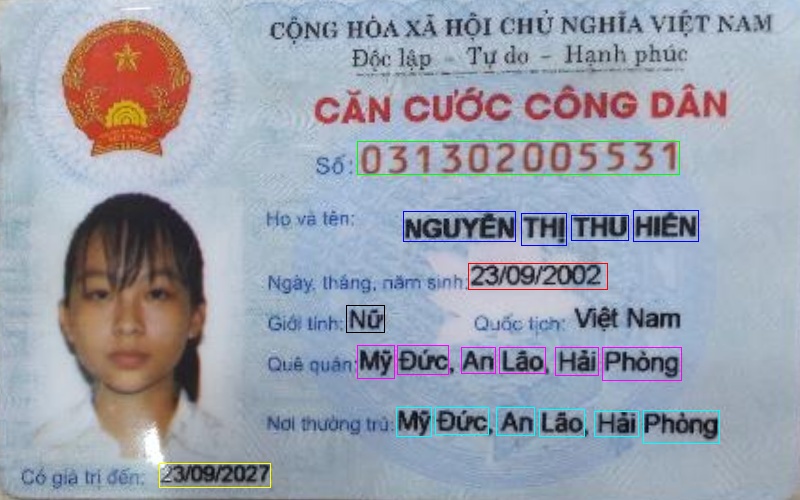 CỘNG HÒA XÃ HỘI CHỦ NGHĨA VIỆT NAM
Độc lập - Tự do - Hạnh phúc
CĂN CƯỚC CÔNG DÂN
Số: 031302005531
Họ và tên: NGUYỄN THỊ THU HIỀN
Ngày, tháng, năm sinh: 23/09/2002
Giới tính: Nữ Quốc tịch: Việt Nam
Quê quán: Mỹ Đức, An Lão, Hải Phòng
Nơi thường trú: Mỹ Đức, An Lão, Hải Phòng
Có giá trị đến: 23/09/2027